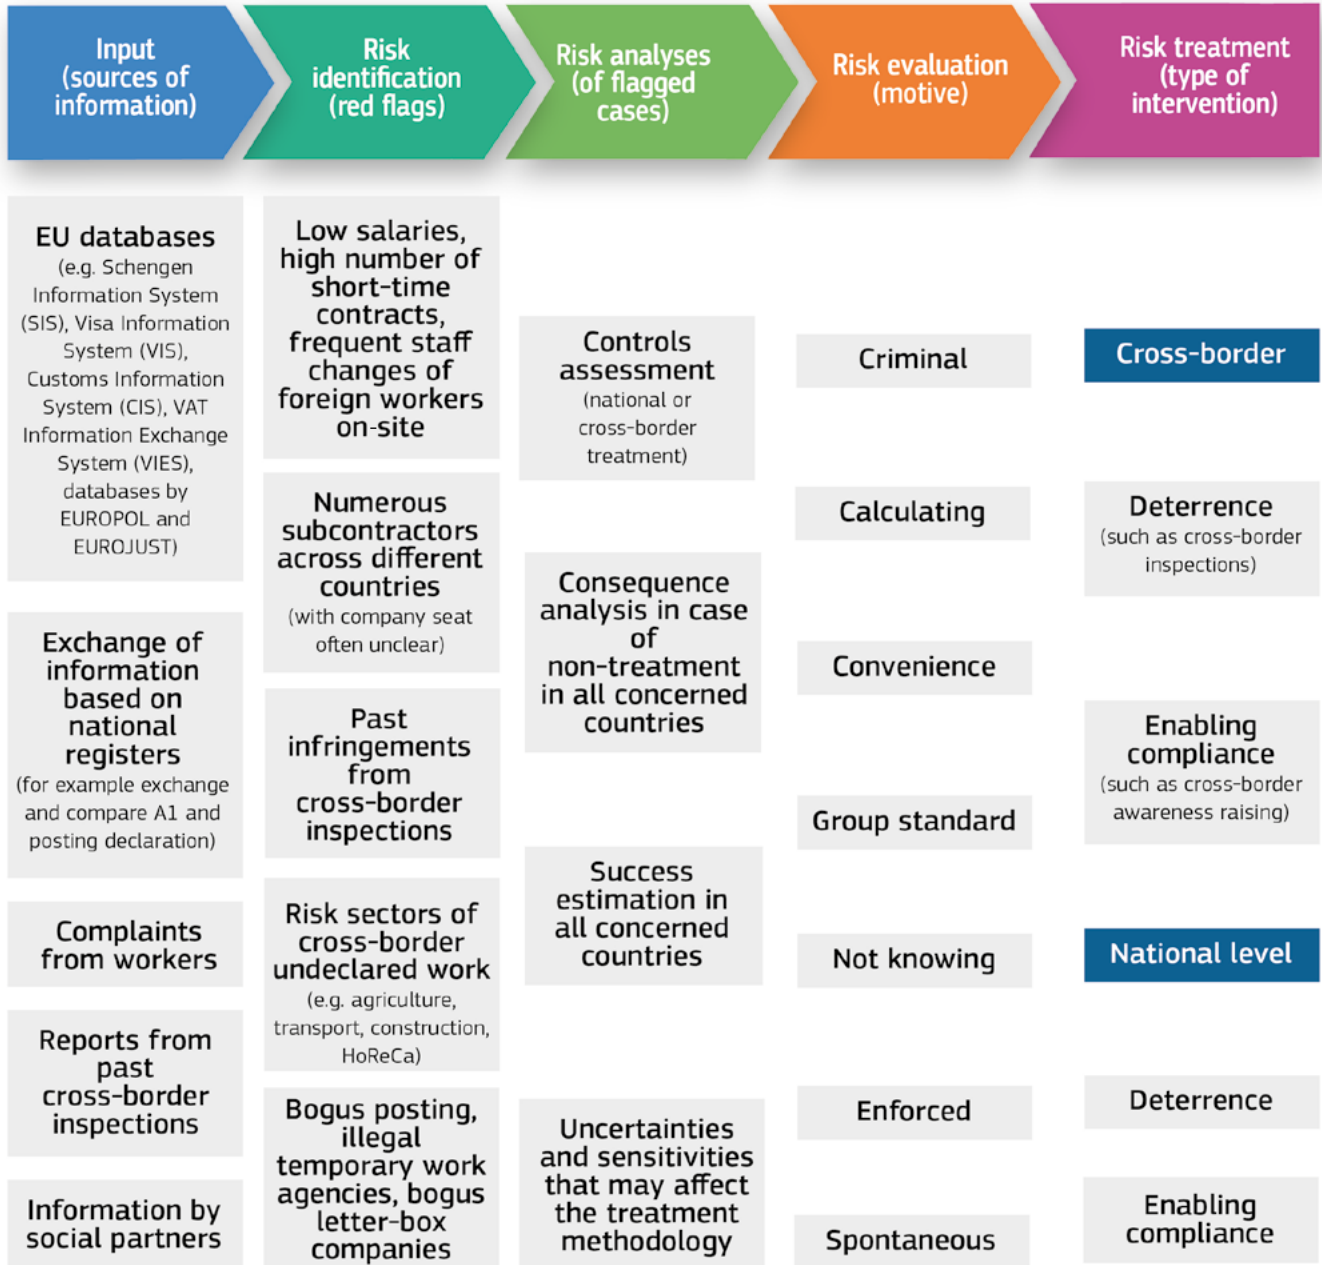 Input
(sources of
information)
Risk
identification
(red flags)
Risk analyses
(of flagged
cases)
Risk evaluation
(motive)
Risk treatment
(type of
intervention)
EU databases
(e.g. Schengen
Information System
(SIS), Visa Information
System (VIS),
Customs Information
System (CIS), VAT
Information Exchange
System (VIES),
databases by
EUROPOL and
EUROJUST)
Exchange of
information
based on
national
registers
(for example exchange
and compare A1 and
posting declaration)
Complaints
from workers
Reports from
past
cross-border
inspections
Information by
social partners
Low salaries,
high number of
short-time
contracts,
frequent staff
changes of
foreign workers
on-site
Numerous
subcontractors
across different
countries
(with company seat
often unclear)
Past
infringements
from
cross-border
inspections
Risk sectors of
cross-border
undeclared work
(e.g. agriculture,
transport, construction,
HoReCa)
Bogus posting,
illegal
temporary work
agencies, bogus
letter-box
companies
Controls
assessment
(national or
cross-border
treatment)
Consequence
analysis in case
of
non-treatment
in all concerned
countries
Success
estimation in
all concerned
countries
Uncertainties
and sensitivities
that may affect
the treatment
methodology
Criminal
Calculating
Convenience
Group standard
Not knowing
Enforced
Spontaneous
Cross-border
Deterrence
(such as cross-border
inspections)
Enabling
compliance
(such as cross-border
awareness raising)
National level
Deterrence
Enabling
compliance